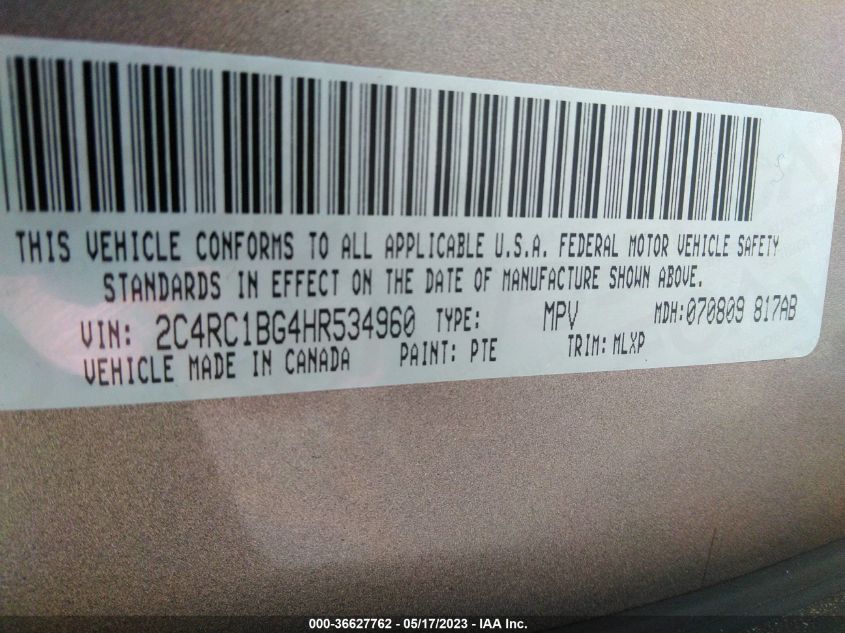 THIS VEHICLE CONFORMS TO ALL APPLICABLE U.S.A. FEDERAL MOTOR VEHICLE SAFETY
STANDARDS IN EFFECT ON THE DATE OF MANUFACTURE SHOWN ABOVE.
VIN: 2C4RC1BG4HR534960 TYPE: MPV MDH:070809 817AB
VEHICLE MADE IN CANADA PAINT: PTE TRIM: MLXP
000-36627762 - 05/17/2023 - IAA Inc.